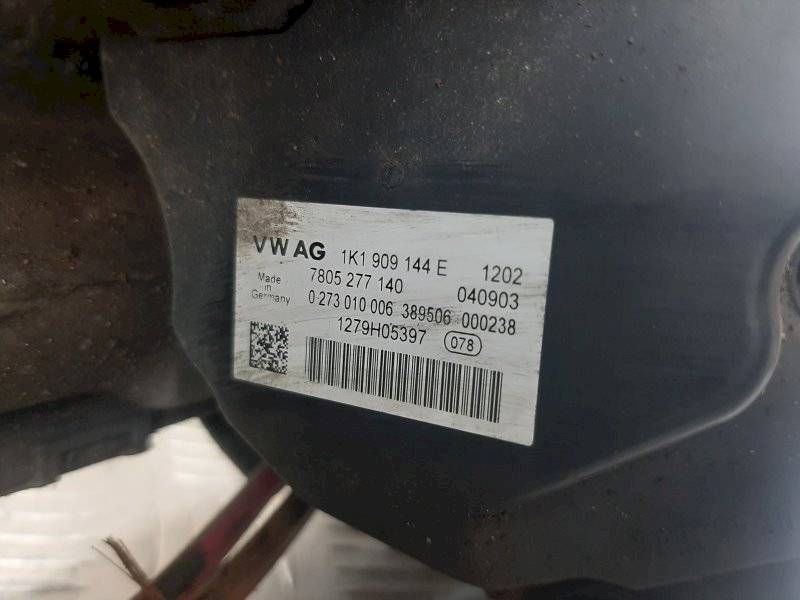 VW AG 1K1 909 144 E 1202
Made in Germany
7805 277 140 040903
0 273 010 006 389506 000238
1279H05397 078